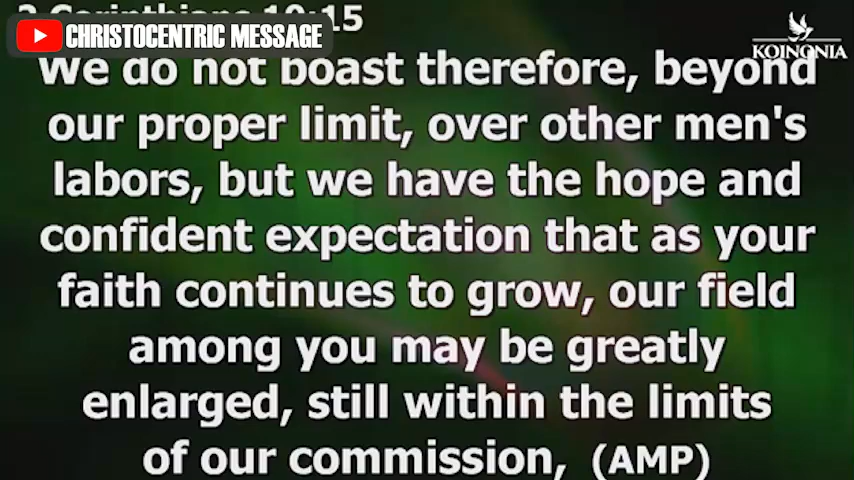 2 Corinthians 10:15
CHRISTOCENTRIC MESSAGE
KOINONIA
We do not boast therefore, beyond
our proper limit, over other men's
labors, but we have the hope and
confident expectation that as your
faith continues to grow, our field
among you may be greatly
enlarged, still within the limits
of our commission, (AMP)